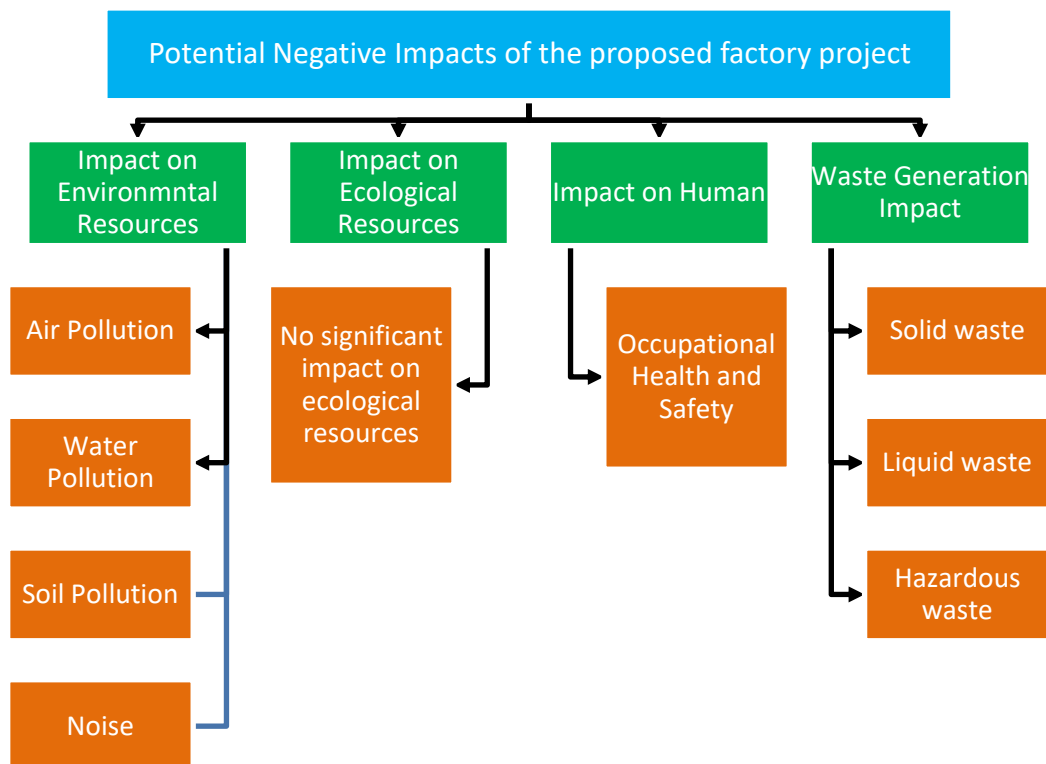 Potential Negative Impacts of the proposed factory project
Impact on
Environmntal
Resources
Impact on
Ecological
Resources
Impact on Human
Waste Generation
Impact
Air Pollution
Water
Pollution
Soil Pollution
Noise
No significant
impact on
ecological
resources
Occupational
Health and
Safety
Solid waste
Liquid waste
Hazardous
waste